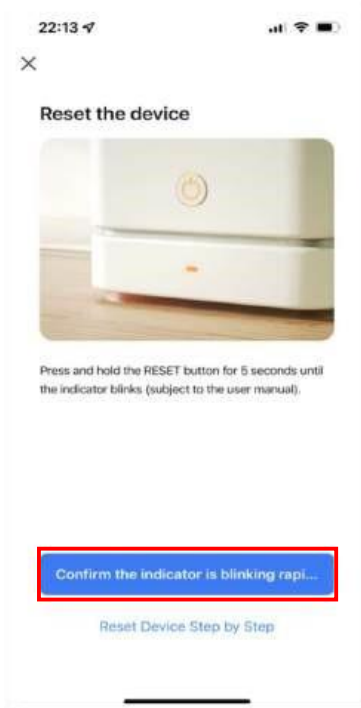 22:13
Reset the device
Press and hold the RESET button for 5 seconds until
the indicator blinks (subject to the user manual).
Confirm the indicator is blinking rapi...
Reset Device Step by Step